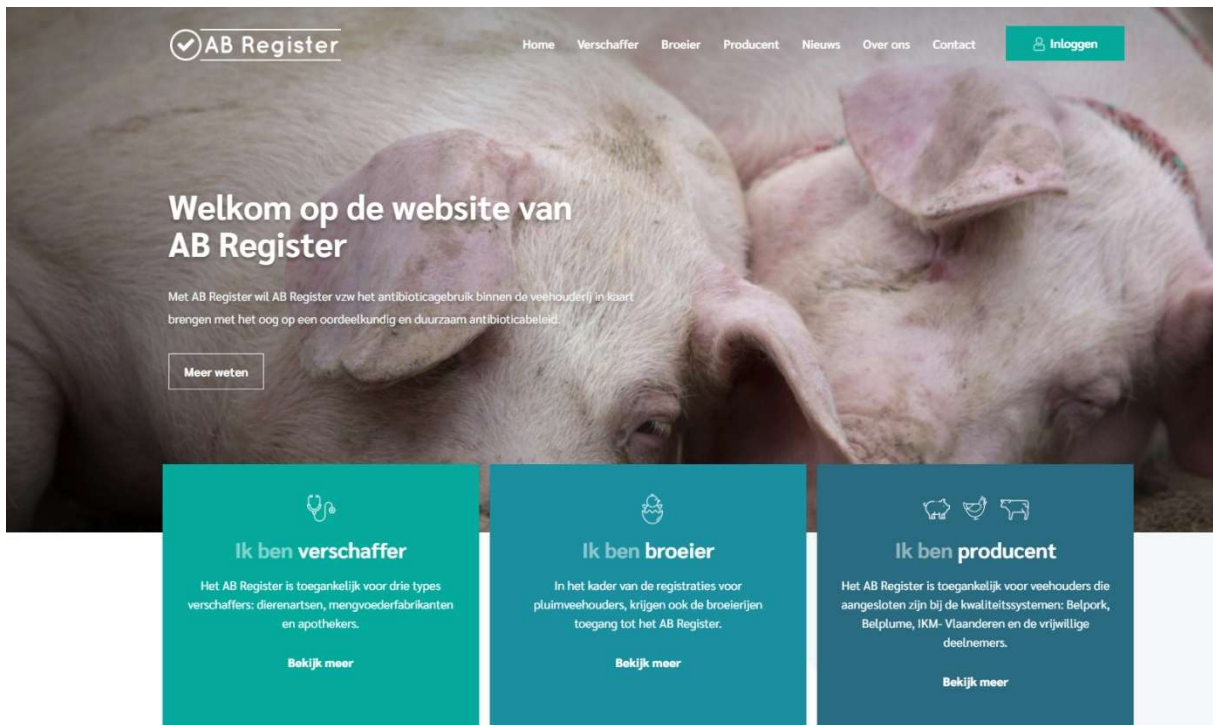 AB Register
Home Verschaffer Broeier Producent Nieuws Over ons Contact Inloggen
Welkom op de website van
AB Register
Met AB Register wil AB Register vzw het antibioticagebruik binnen de veehouderij in kaart
brengen met het oog op een oordeelkundig en duurzaam antibioticabeleid.
Meer weten
Ik ben verschaffer
Het AB Register is toegankelijk voor drie types
verschaffers: dierenartsen, mengvoederfabrikanten
en apothekers.
Bekijk meer
Ik ben broeier
In het kader van de registraties voor
pluimveehouders, krijgen ook de broeierijen
toegang tot het AB Register.
Bekijk meer
Ik ben producent
Het AB Register is toegankelijk voor veehouders die
aangesloten zijn bij de kwaliteitssystemen: Belpork,
Belplume, IKM- Vlaanderen en de vrijwillige
deelnemers.
Bekijk meer